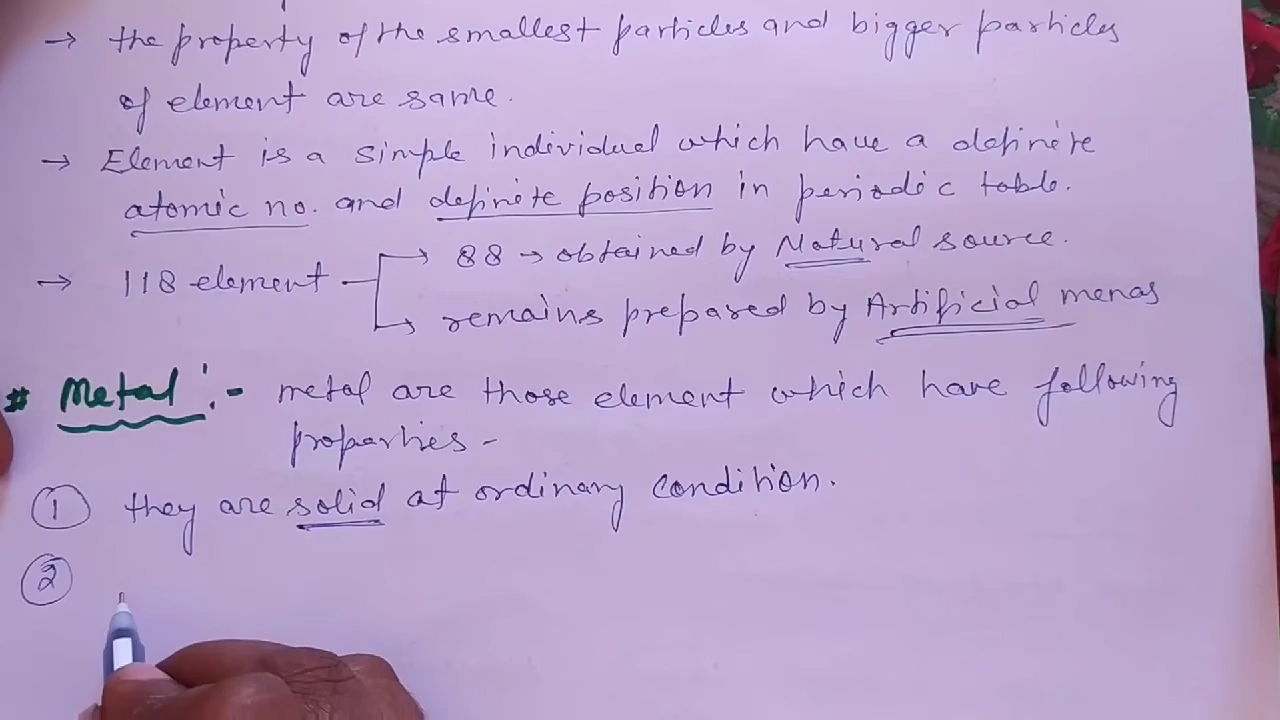 → the property of the smallest particles and bigger particles
of element are same.
→ Element is a simple individual which have a definite
atomic no. and definite position in periodic table.
→ 118 element → 88 → obtained by Natural source.
→ remains prepared by Artificial menas
# Metal :- metal are those element which have following
properties -
① they are solid at ordinary condition.
②